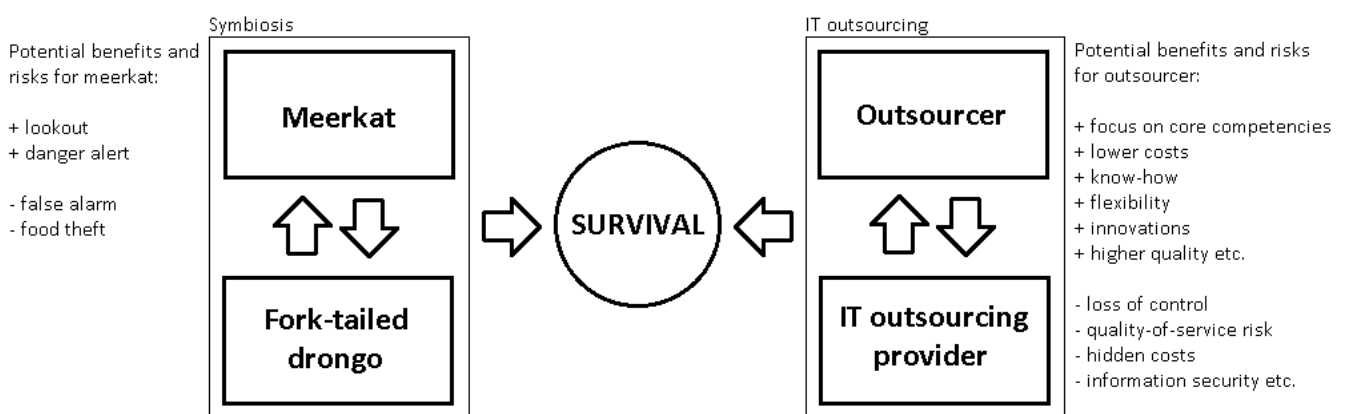 Symbiosis
Potential benefits and
risks for meerkat:
+ lookout
+ danger alert
- false alarm
- food theft
Meerkat
Fork-tailed
drongo
SURVIVAL
IT outsourcing
Outsourcer
IT outsourcing
provider
Potential benefits and risks
for outsourcer:
+ focus on core competencies
+ lower costs
+ know-how
+ flexibility
+ innovations
+ higher quality etc.
- loss of control
- quality-of-service risk
- hidden costs
- information security etc.